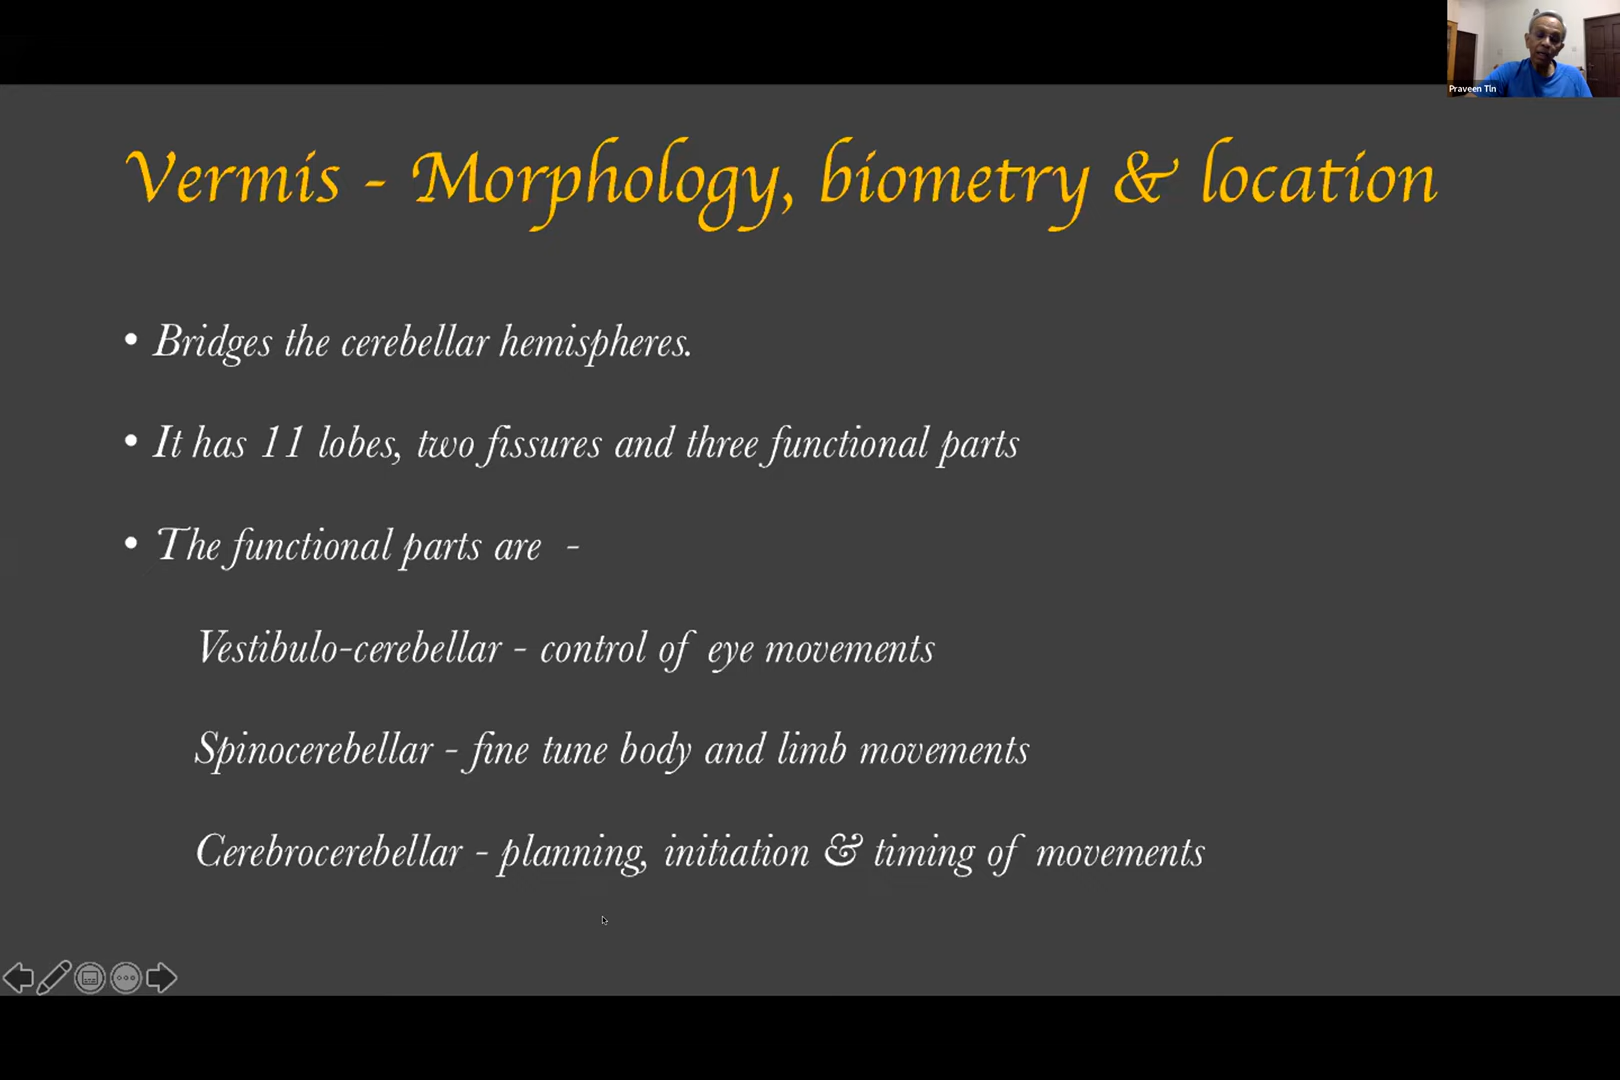 Praveen Tin
Vermis - Morphology, biometry & location
• Bridges the cerebellar hemispheres.
• It has 11 lobes, two fissures and three functional parts
• The functional parts are -
Vestibulo-cerebellar - control of eye movements
Spinocerebellar - fine tune body and limb movements
Cerebrocerebellar - planning, initiation & timing of movements